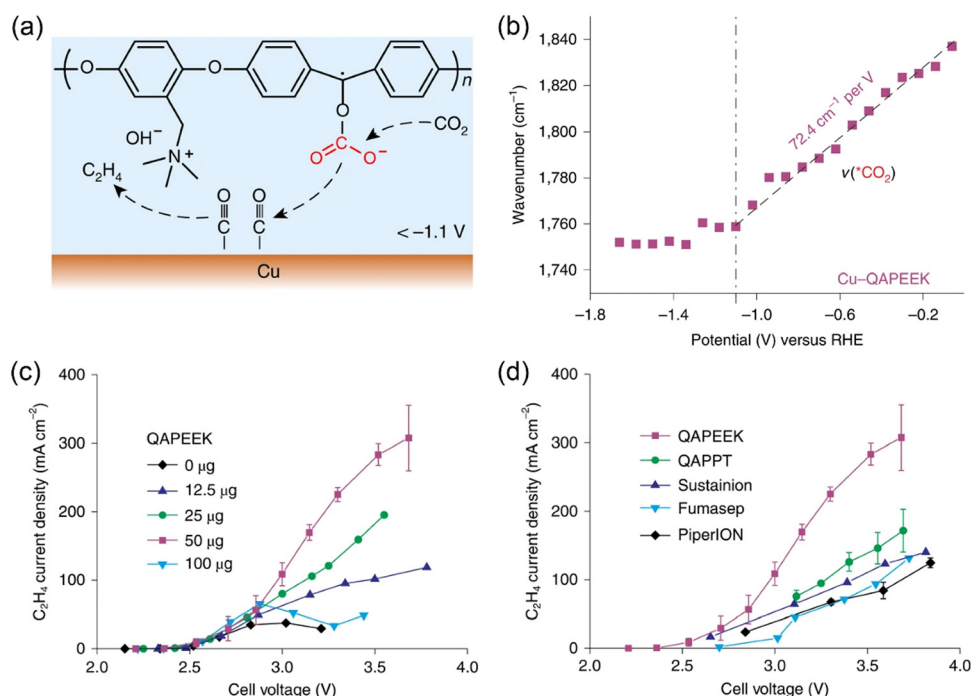 (a)
O
O
n
O
OH⁻
CO₂
O
C
O⁻
N
+
C₂H₄
O
O
C
C
< –1.1 V
Cu
(b)
1,840
1,820
1,800
1,780
1,760
1,740
Wavenumber (cm⁻¹)
72.4 cm⁻¹ per V
ν(*CO₂)
Cu–QAPEEK
–1.8
–1.4
–1.0
–0.6
–0.2
Potential (V) versus RHE
(c)
400
300
200
100
0
C₂H₄ current density (mA cm⁻²)
QAPEEK
0 µg
12.5 µg
25 µg
50 µg
100 µg
2.0
2.5
3.0
3.5
4.0
Cell voltage (V)
(d)
400
300
200
100
0
C₂H₄ current density (mA cm⁻²)
QAPEEK
QAPPT
Sustainion
Fumasep
PiperION
2.0
2.5
3.0
3.5
4.0
Cell voltage (V)